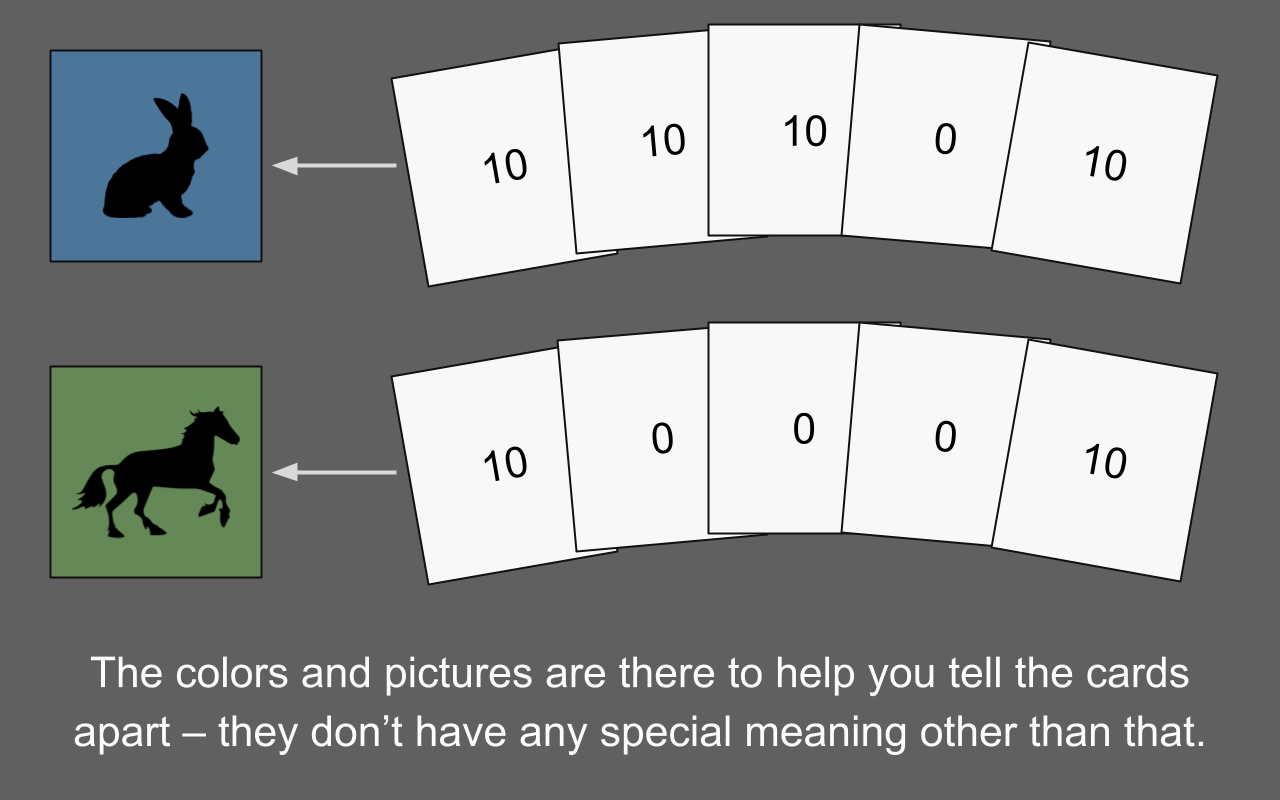 10 10 10 0 10
10 0 0 0 10
The colors and pictures are there to help you tell the cards
apart – they don’t have any special meaning other than that.